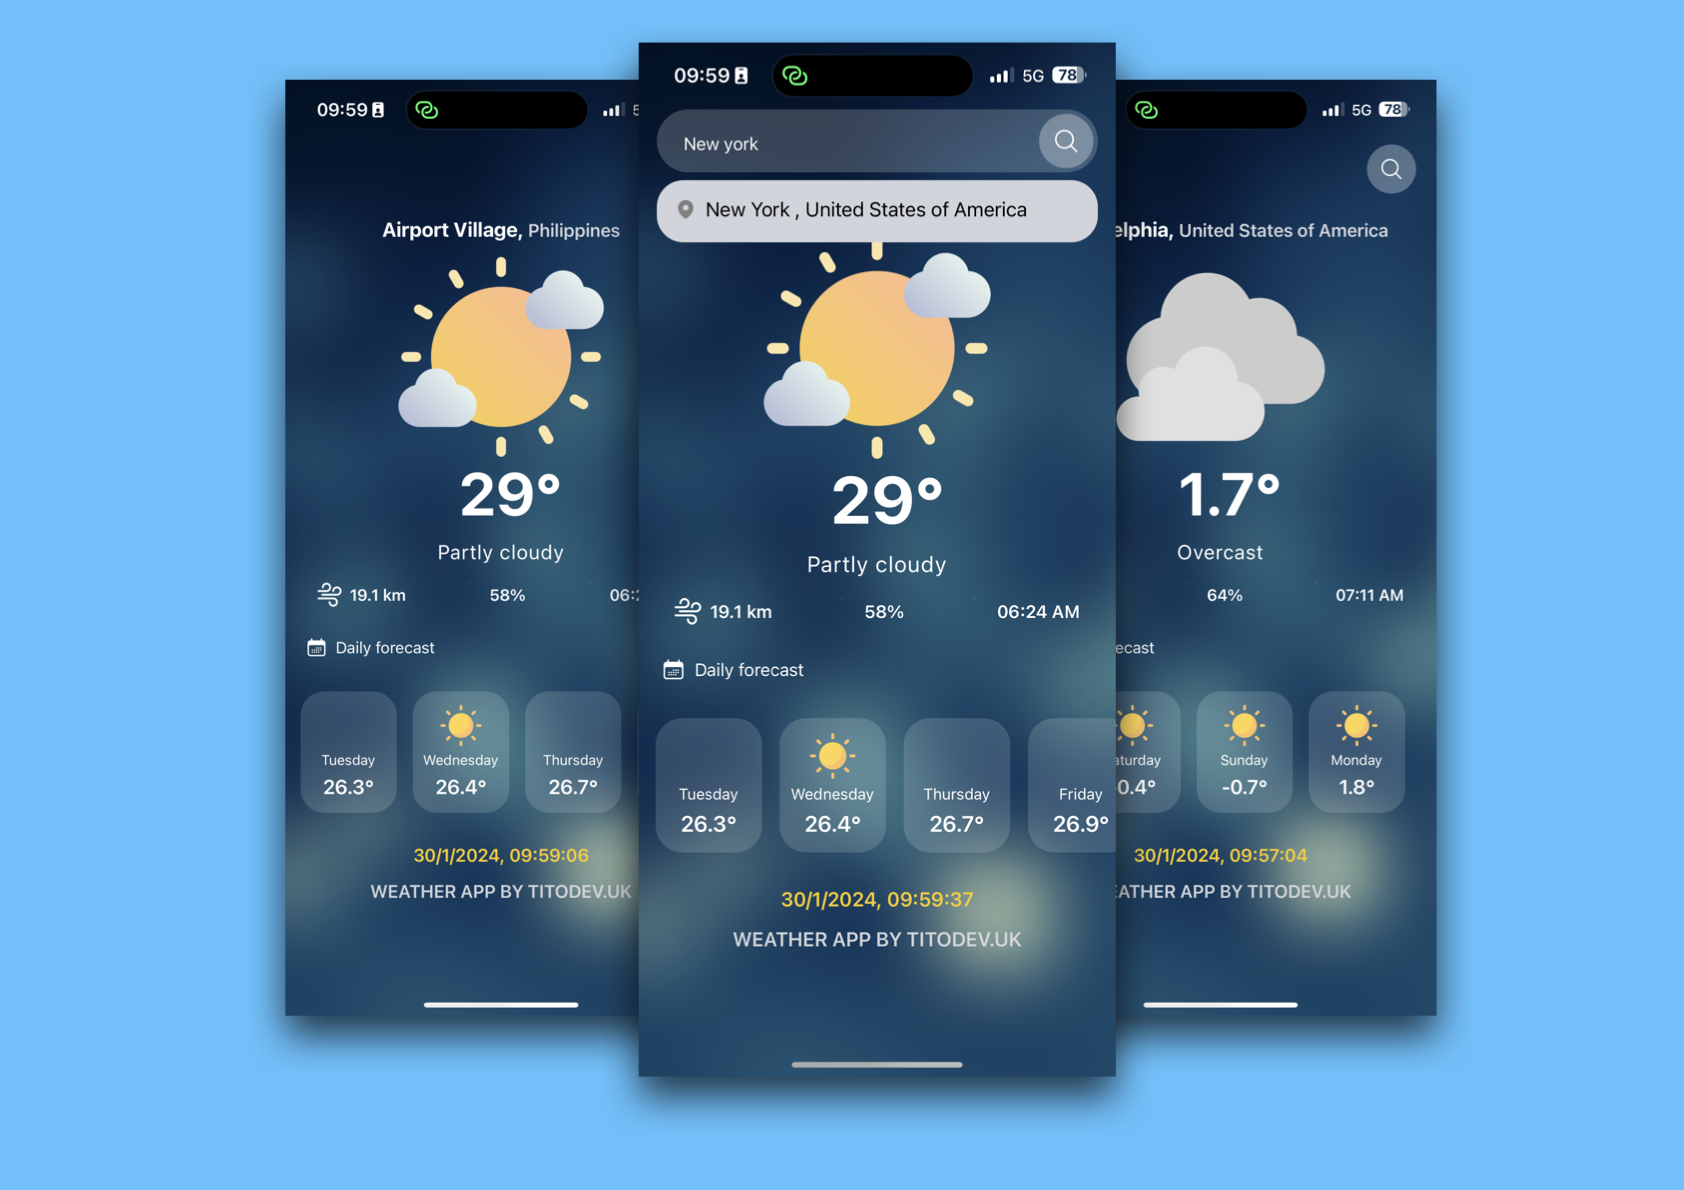 09:59
5
Airport Village, Philippines
29°
Partly cloudy
19.1 km 58% 06:2
Daily forecast
Tuesday Wednesday Thursday
26.3° 26.4° 26.7°
30/1/2024, 09:59:06
WEATHER APP BY TITODEV.UK
09:59 5G 78
New york
New York , United States of America
29°
Partly cloudy
19.1 km 58% 06:24 AM
Daily forecast
Tuesday Wednesday Thursday Friday
26.3° 26.4° 26.7° 26.9°
30/1/2024, 09:59:37
WEATHER APP BY TITODEV.UK
5G 78
elphia, United States of America
1.7°
Overcast
64% 07:11 AM
ecast
aturday Sunday Monday
0.4° -0.7° 1.8°
30/1/2024, 09:57:04
EATHER APP BY TITODEV.UK